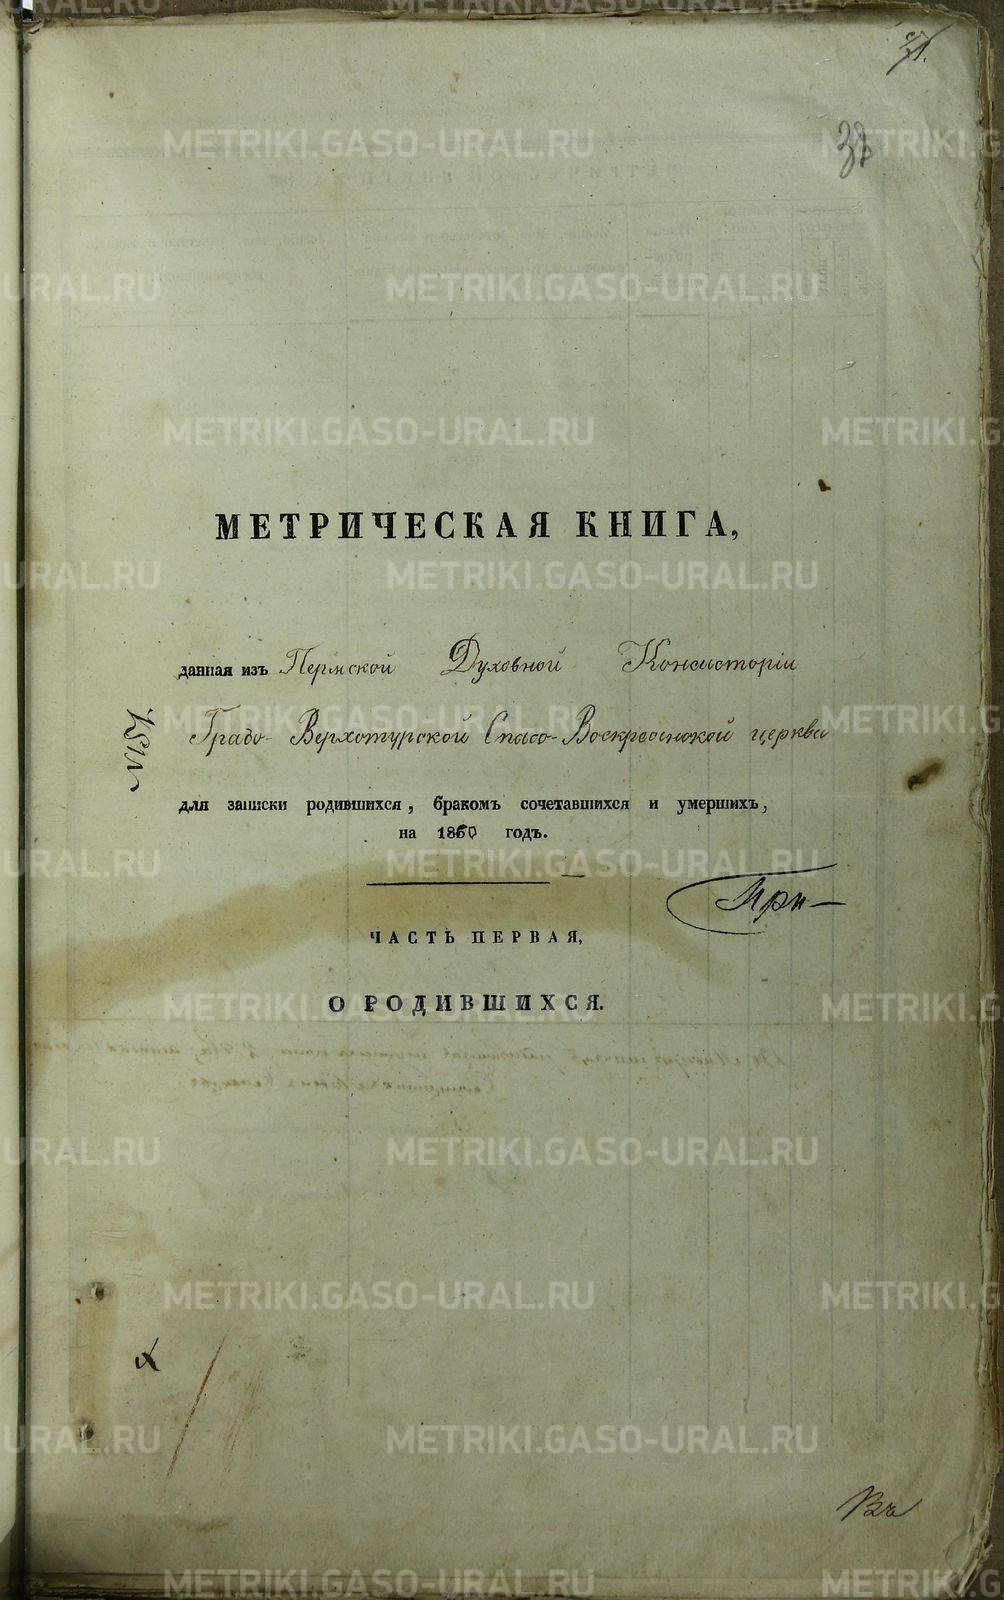 МЕТРИЧЕСКАЯ КНИГА,
данная изъ Пермской Духовной Консисторіи
Градо-Верхотурской Спасо-Воскресенской церкви
для записки родившихся, бракомъ сочетавшихся и умершихъ,
на 1860 годъ.
При-
ЧАСТЬ ПЕРВАЯ,
О РОДИВШИХСЯ.
METRIKI.GASO-URAL.RU